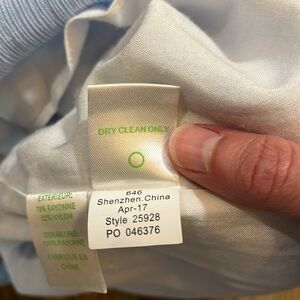 DRY CLEAN ONLY
646
Shenzhen.China
Apr-17
Style 25928
PO 046376
EXTÉRIEUR:
78% RAYONNE
22% NYLON
DOUBLURE:
100% RAYONNE
FABRIQUÉ EN
CHINE